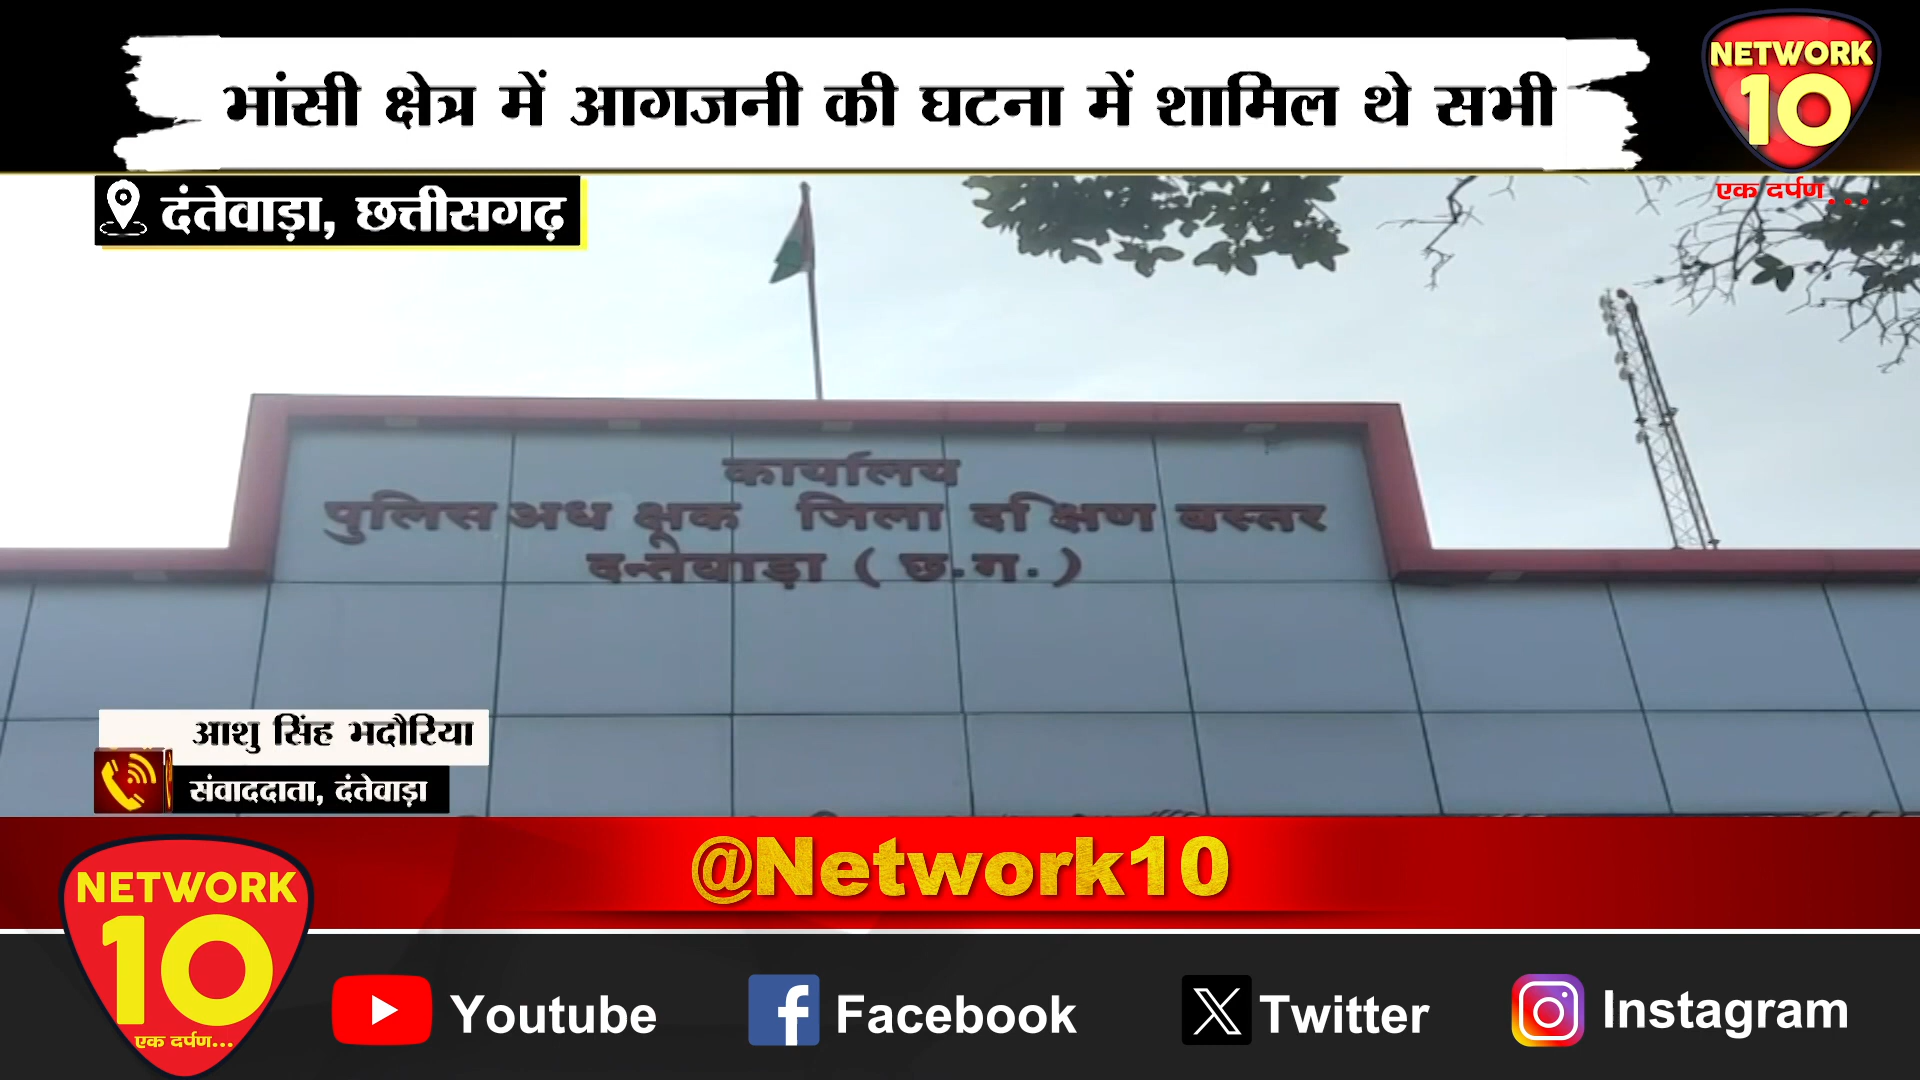 भांसी क्षेत्र में आगजनी की घटना में शामिल थे सभी
NETWORK
10
एक दर्पण...
दंतेवाड़ा, छत्तीसगढ़
कार्यालय
पुलिस अधीक्षक जिला दक्षिण बस्तर
दन्तेवाड़ा ( छ.ग. )
आशु सिंह भदौरिया
संवाददाता, दंतेवाड़ा
@Network10
NETWORK
10
एक दर्पण...
Youtube
Facebook
Twitter
Instagram